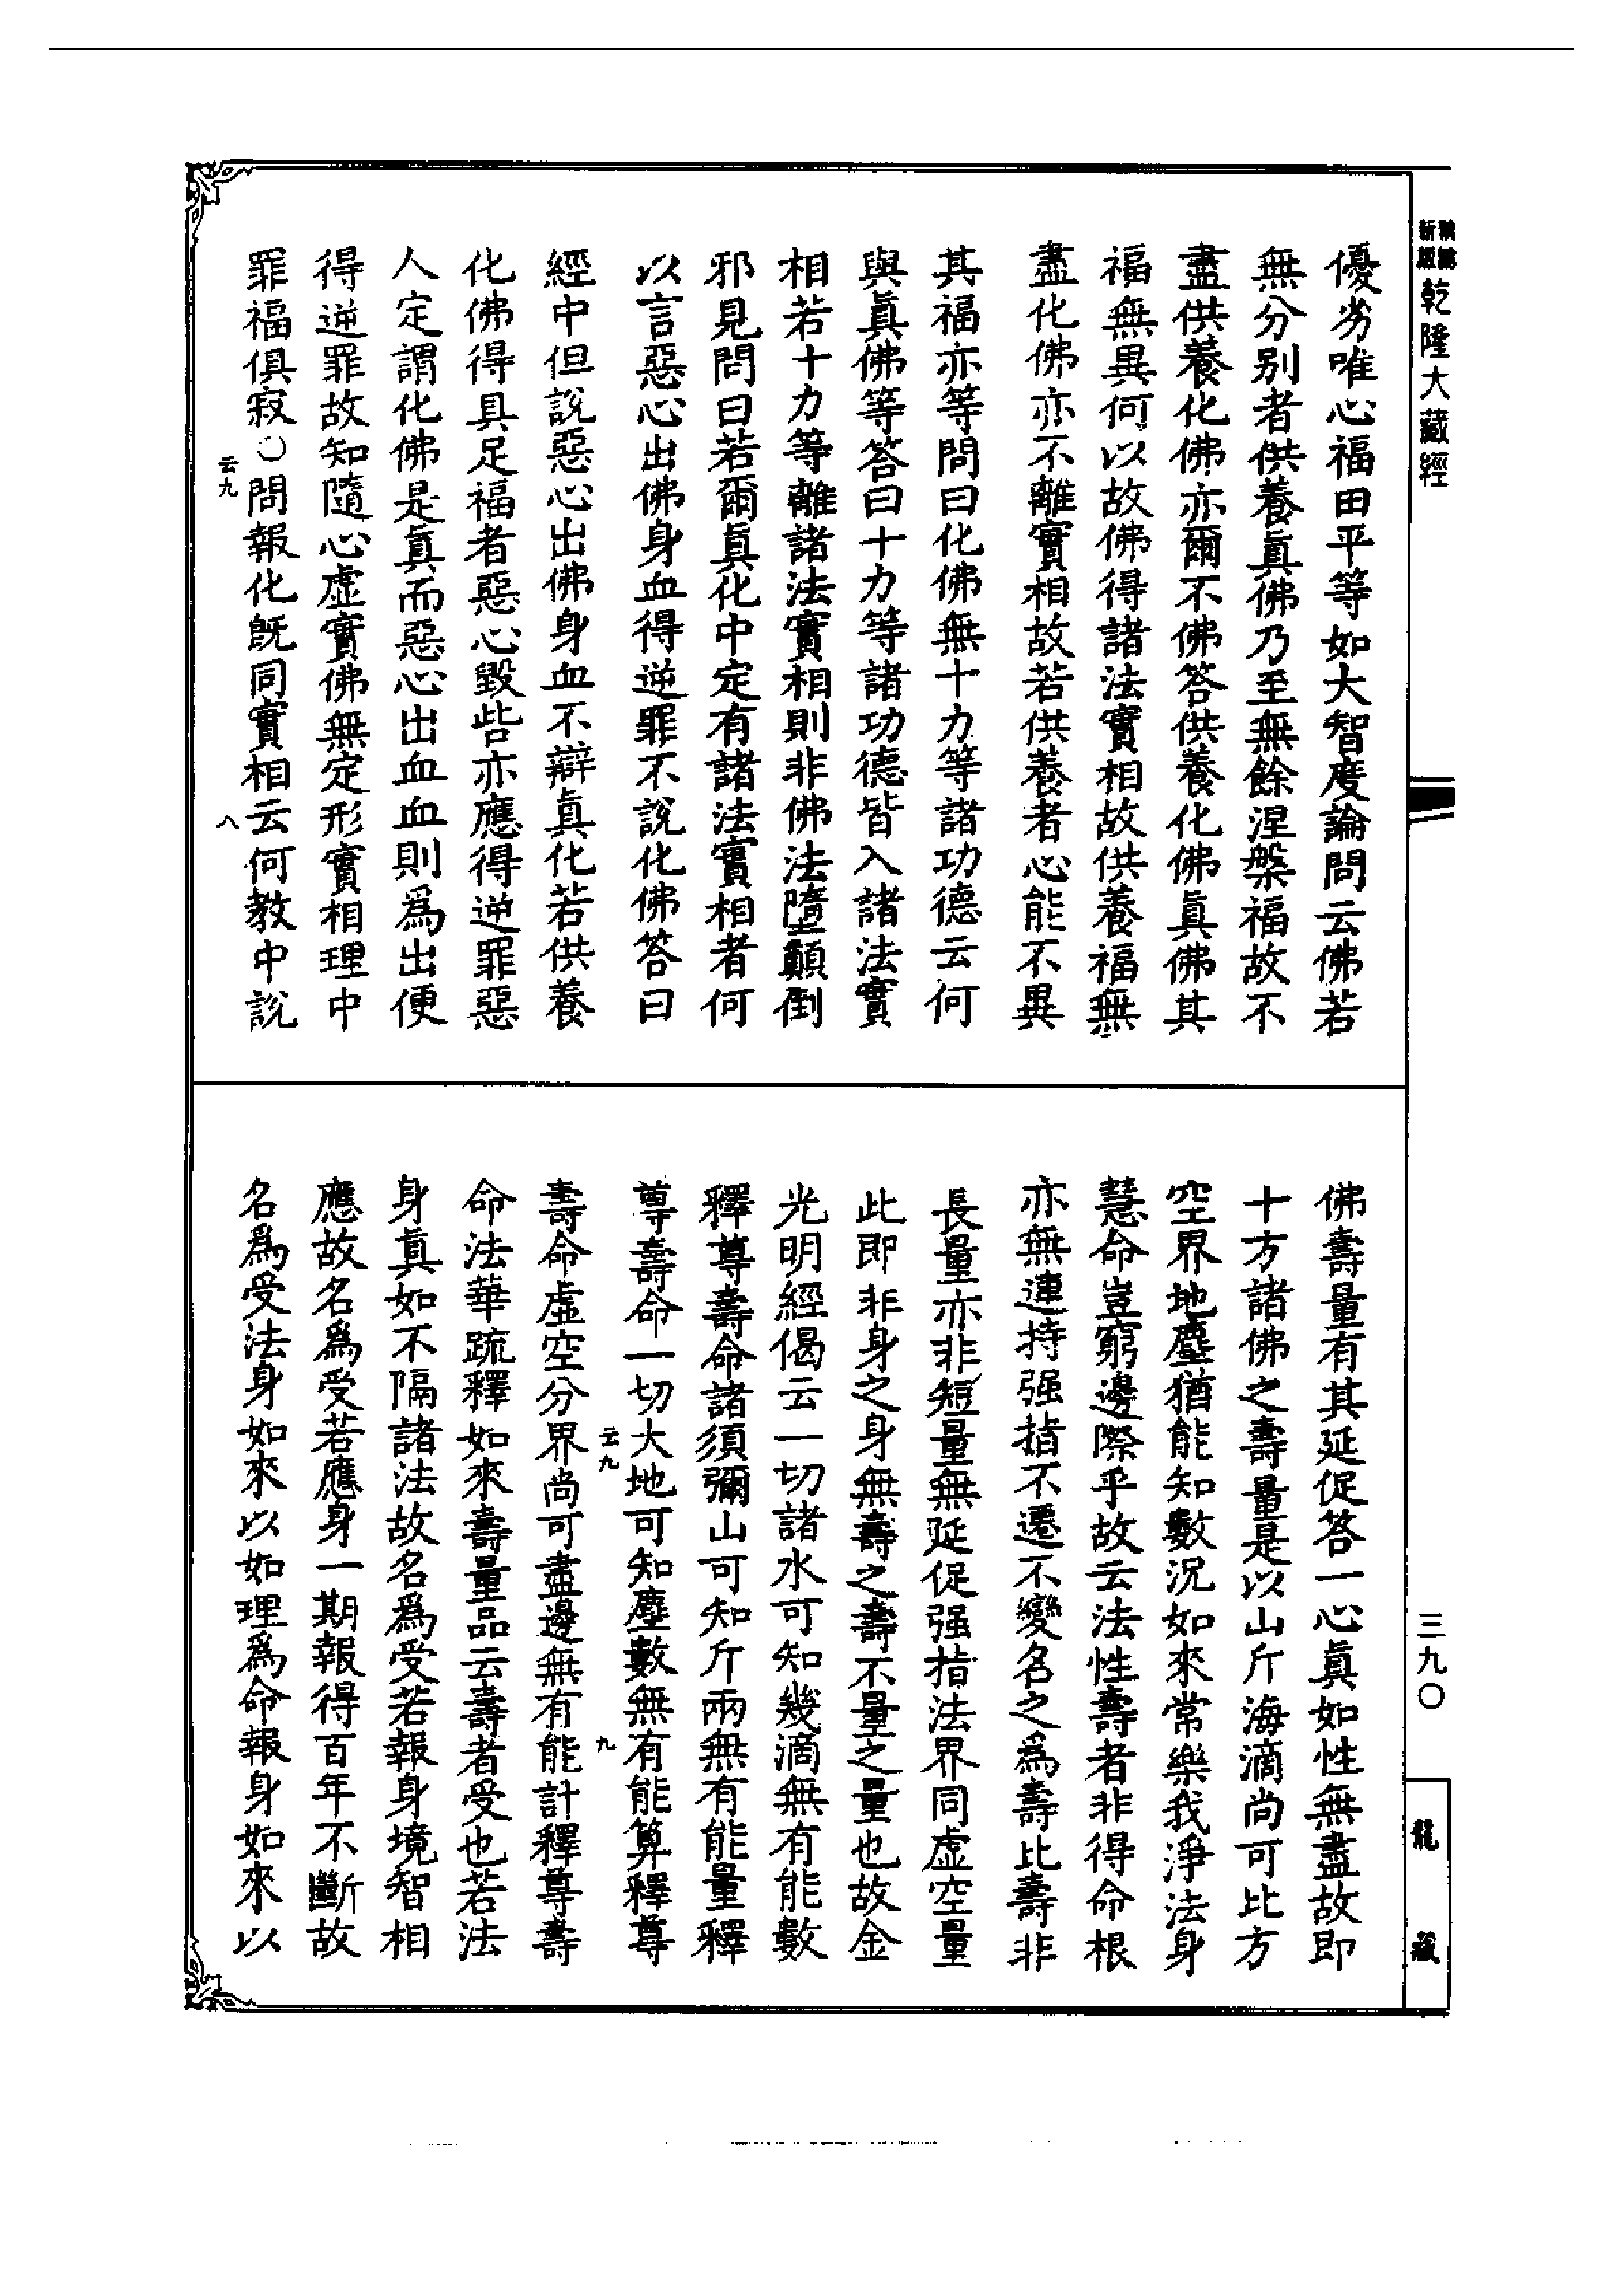 新編縮版
乾隆大藏經
優劣唯心福田平等如大智度論問云佛若
無分别者供養眞佛乃至無餘涅槃福故不
盡供養化佛亦爾不佛答供養化佛眞佛其
福無異何以故佛得諸法實相故供養福無
盡化佛亦不離實相故若供養者心能不異
其福亦等問曰化佛無十力等諸功德云何
與眞佛等答曰十力等諸功德皆入諸法實
相若十力等離諸法實相則非佛法墮顚倒
邪見問曰若爾眞化中定有諸法實相者何
以言惡心出佛身血得逆罪不說化佛答曰
經中但說惡心出佛身血不辯眞化若供養
化佛得具足福者惡心毀呰亦應得逆罪惡
人定謂化佛是眞而惡心出血血則爲出便
得逆罪故知隨心虛實佛無定形實相理中
罪福俱寂〇問報化旣同實相云何教中說
云九
八
三九〇
龍藏
佛壽量有其延促答一心眞如性無盡故即
十方諸佛之壽量是以山斤海滴尚可比方
空界地塵猶能知數況如來常樂我淨法身
慧命豈窮邊際乎故云法性壽者非得命根
亦無連持强指不遷不變名之爲壽比壽非
長量亦非短量無延促强指法界同虛空量
此即非身之身無壽之壽不量之量也故金
光明經偈云一切諸水可知幾滴無有能數
釋尊壽命諸須彌山可知斤兩無有能量釋
尊壽命一切大地可知塵數無有能算釋尊
云九
九
壽命虛空分界尚可盡邊無有能計釋尊壽
命法華疏釋如來壽量品云壽者受也若法
身眞如不隔諸法故名爲受若報身境智相
應故名爲受若應身一期報得百年不斷故
名爲受法身如來以如理爲命報身如來以